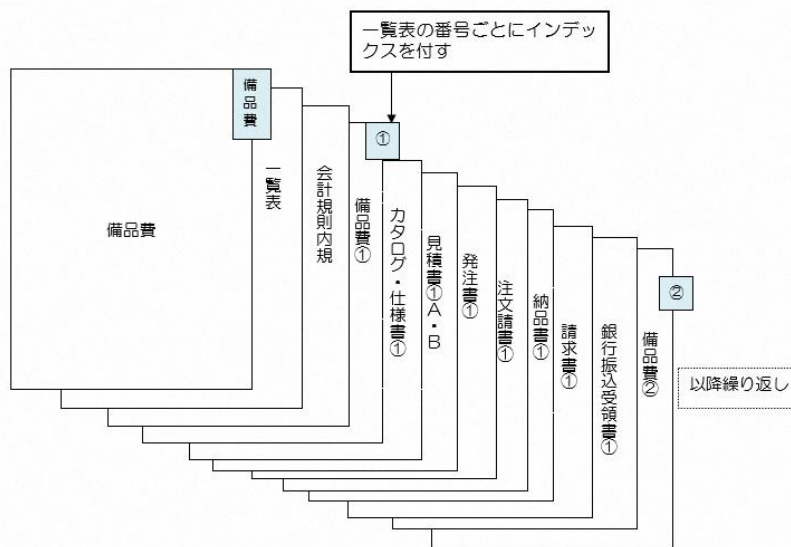 一覧表の番号ごとにインデッ
クスを付す
備品費
備品費
一覧表
会計規則内規
備品費①
①
カタログ・仕様書①
見積書①A・B
発注書①
注文請書①
納品書①
請求書①
銀行振込受領書①
備品費②
②
以降繰り返し